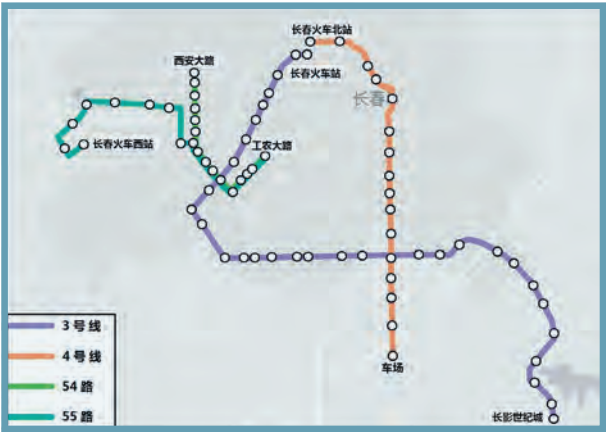 长春火车北站
西安大路
长春火车站
长春
长春火车西站
工农大路
3 号 线
4 号 线
54 路
55 路
车场
长影世纪城